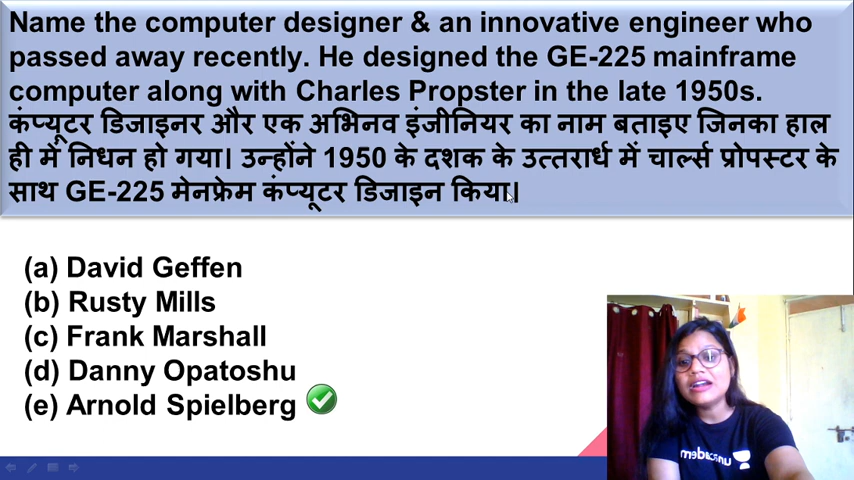 Name the computer designer & an innovative engineer who
passed away recently. He designed the GE-225 mainframe
computer along with Charles Propster in the late 1950s.
कंप्यूटर डिजाइनर और एक अभिनव इंजीनियर का नाम बताइए जिनका हाल
ही में निधन हो गया। उन्होंने 1950 के दशक के उत्तरार्ध में चार्ल्स प्रोपस्टर के
साथ GE-225 मेनफ्रेम कंप्यूटर डिजाइन किया।
(a) David Geffen
(b) Rusty Mills
(c) Frank Marshall
(d) Danny Opatoshu
(e) Arnold Spielberg
unacademy